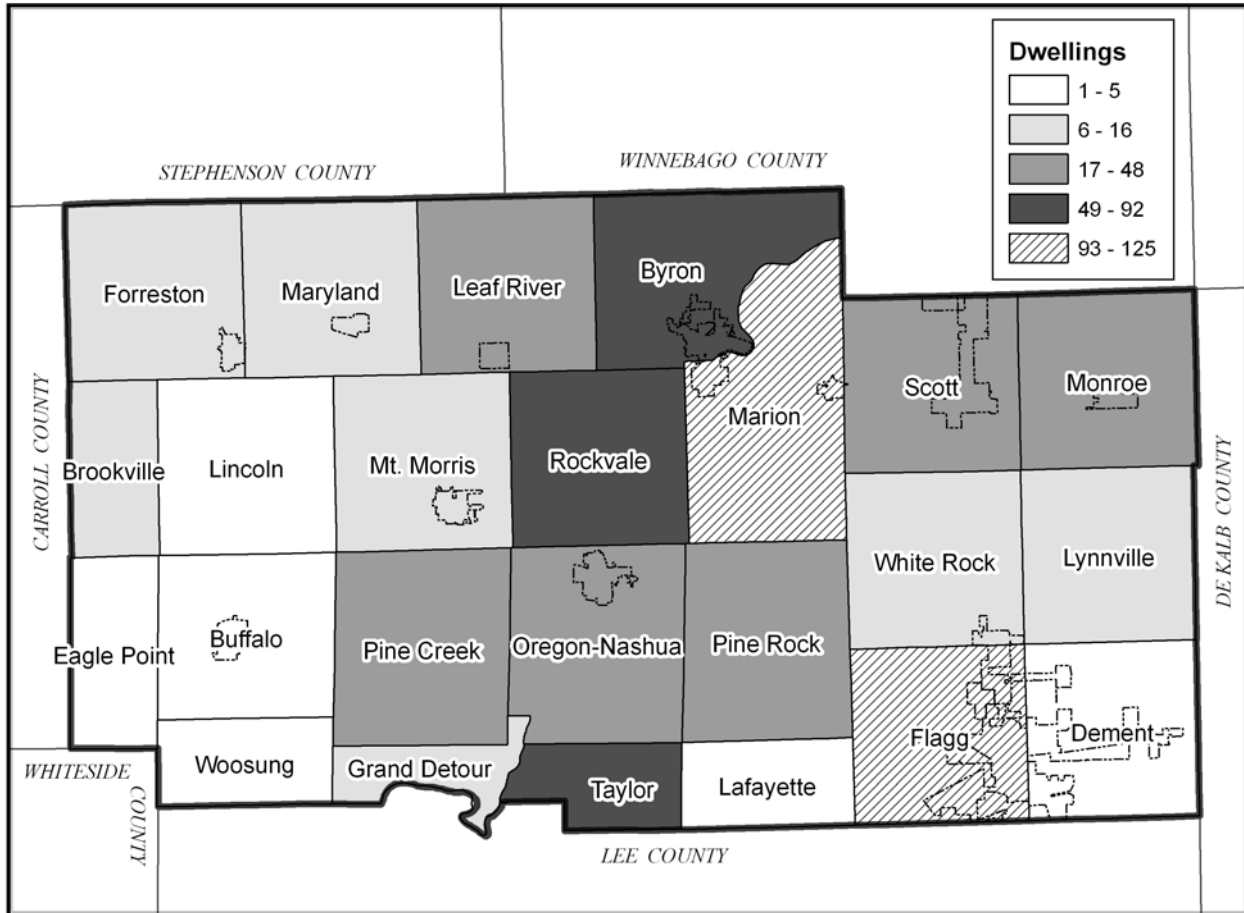 Dwellings
1 - 5
6 - 16
17 - 48
49 - 92
93 - 125
STEPHENSON COUNTY
WINNEBAGO COUNTY
CARROLL COUNTY
DE KALB COUNTY
WHITESIDE
COUNTY
LEE COUNTY
Forreston
Maryland
Leaf River
Byron
Scott
Monroe
Marion
Brookville
Lincoln
Mt. Morris
Rockvale
White Rock
Lynnville
Eagle Point
Buffalo
Pine Creek
Oregon-Nashua
Pine Rock
Flagg
Dement
Woosung
Grand Detour
Taylor
Lafayette